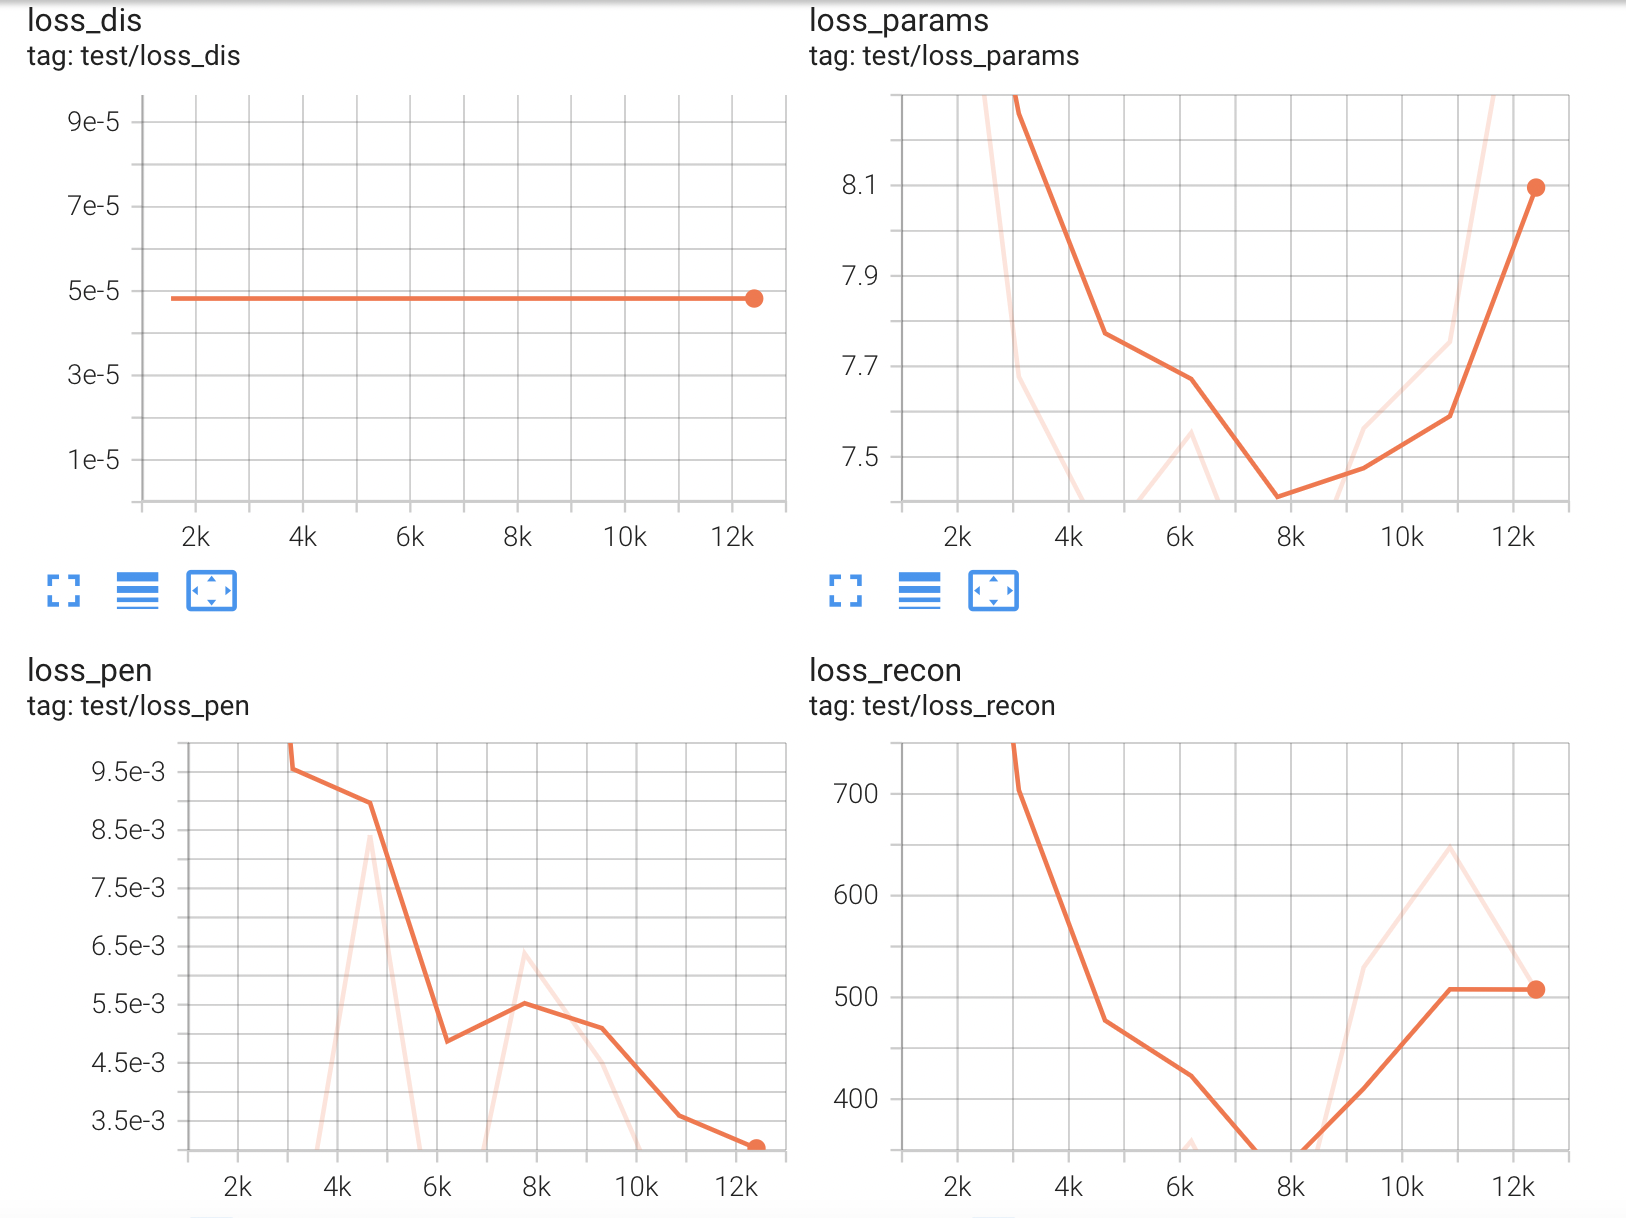 loss_dis
tag: test/loss_dis
9e-5
7e-5
5e-5
3e-5
1e-5
2k 4k 6k 8k 10k 12k
loss_params
tag: test/loss_params
8.1
7.9
7.7
7.5
2k 4k 6k 8k 10k 12k
loss_pen
tag: test/loss_pen
9.5e-3
8.5e-3
7.5e-3
6.5e-3
5.5e-3
4.5e-3
3.5e-3
2k 4k 6k 8k 10k 12k
loss_recon
tag: test/loss_recon
700
600
500
400
2k 4k 6k 8k 10k 12k